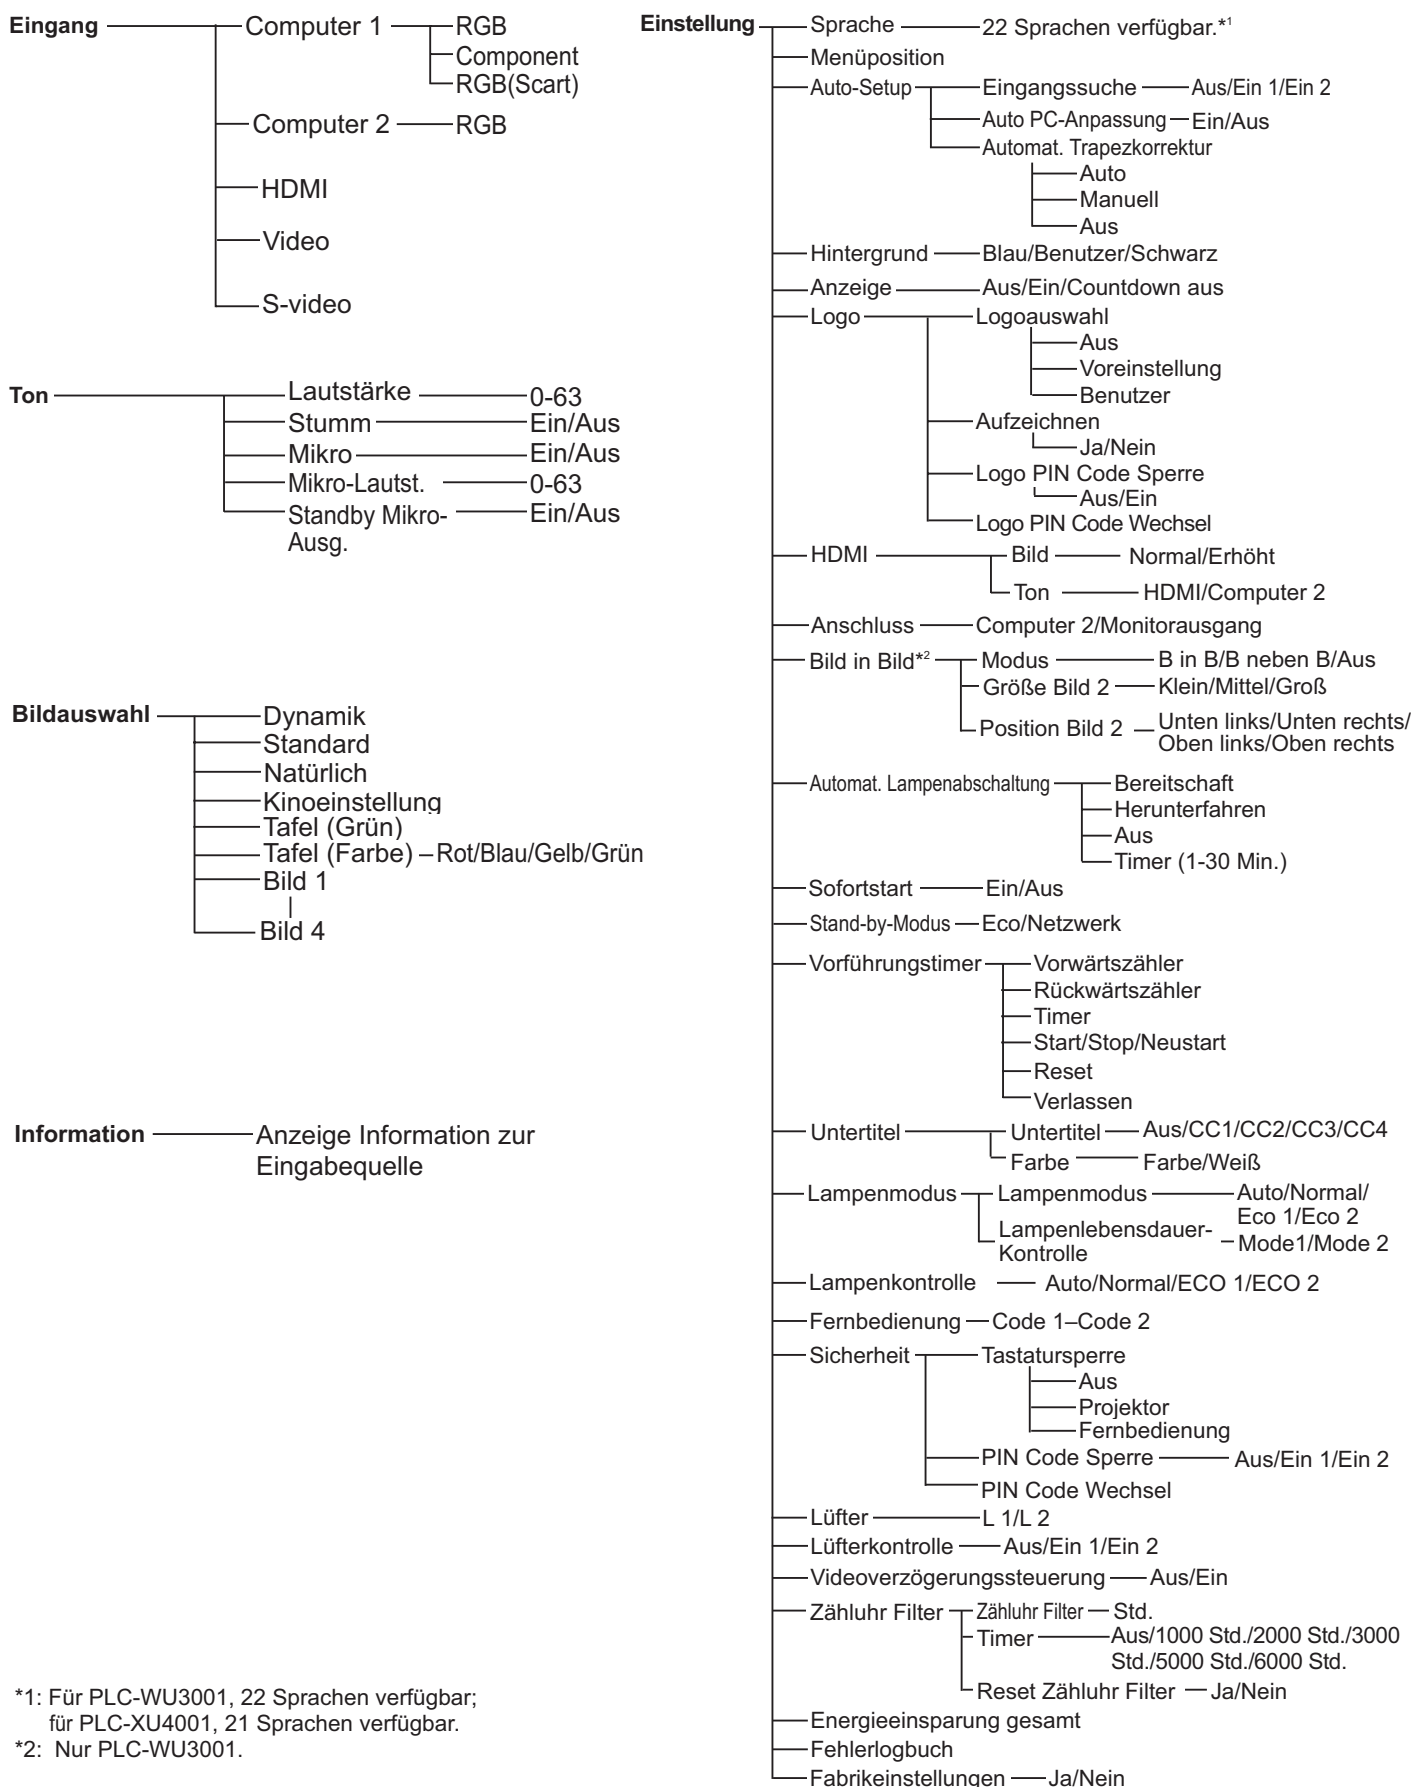 Eingang
Computer 1
RGB
Component
RGB(Scart)
Computer 2
RGB
HDMI
Video
S-video
Ton
Lautstärke
0-63
Stumm
Ein/Aus
Mikro
Ein/Aus
Mikro-Lautst.
0-63
Standby Mikro-
Ausg.
Ein/Aus
Bildauswahl
Dynamik
Standard
Natürlich
Kinoeinstellung
Tafel (Grün)
Tafel (Farbe)
Rot/Blau/Gelb/Grün
Bild 1
Bild 4
Information
Anzeige Information zur
Eingabequelle
*1: Für PLC-WU3001, 22 Sprachen verfügbar;
für PLC-XU4001, 21 Sprachen verfügbar.
*2: Nur PLC-WU3001.
Einstellung
Sprache
22 Sprachen verfügbar.*1
Menüposition
Auto-Setup
Eingangssuche
Aus/Ein 1/Ein 2
Auto PC-Anpassung
Ein/Aus
Automat. Trapezkorrektur
Auto
Manuell
Aus
Hintergrund
Blau/Benutzer/Schwarz
Anzeige
Aus/Ein/Countdown aus
Logo
Logoauswahl
Aus
Voreinstellung
Benutzer
Aufzeichnen
Ja/Nein
Logo PIN Code Sperre
Aus/Ein
Logo PIN Code Wechsel
HDMI
Bild
Normal/Erhöht
Ton
HDMI/Computer 2
Anschluss
Computer 2/Monitorausgang
Bild in Bild*2
Modus
B in B/B neben B/Aus
Größe Bild 2
Klein/Mittel/Groß
Position Bild 2
Unten links/Unten rechts/
Oben links/Oben rechts
Automat. Lampenabschaltung
Bereitschaft
Herunterfahren
Aus
Timer (1-30 Min.)
Sofortstart
Ein/Aus
Stand-by-Modus
Eco/Netzwerk
Vorführungstimer
Vorwärtszähler
Rückwärtszähler
Timer
Start/Stop/Neustart
Reset
Verlassen
Untertitel
Untertitel
Aus/CC1/CC2/CC3/CC4
Farbe
Farbe/Weiß
Lampenmodus
Lampenmodus
Auto/Normal/
Eco 1/Eco 2
Lampenlebensdauer-
Kontrolle
Mode1/Mode 2
Lampenkontrolle
Auto/Normal/ECO 1/ECO 2
Fernbedienung
Code 1–Code 2
Sicherheit
Tastatursperre
Aus
Projektor
Fernbedienung
PIN Code Sperre
Aus/Ein 1/Ein 2
PIN Code Wechsel
Lüfter
L 1/L 2
Lüfterkontrolle
Aus/Ein 1/Ein 2
Videoverzögerungssteuerung
Aus/Ein
Zähluhr Filter
Zähluhr Filter
Std.
Timer
Aus/1000 Std./2000 Std./3000
Std./5000 Std./6000 Std.
Reset Zähluhr Filter
Ja/Nein
Energieeinsparung gesamt
Fehlerlogbuch
Fabrikeinstellungen
Ja/Nein